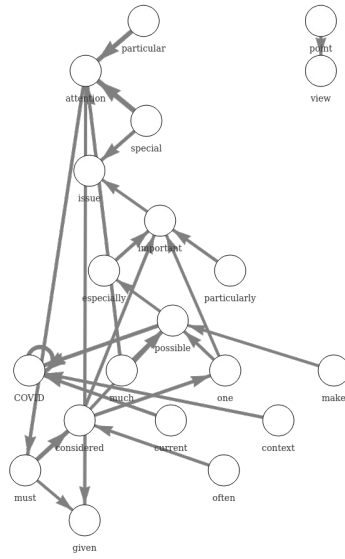 particular
point
attention
view
special
issue
important
especially
particularly
possible
COVID
much
one
make
considered
current
context
must
often
given